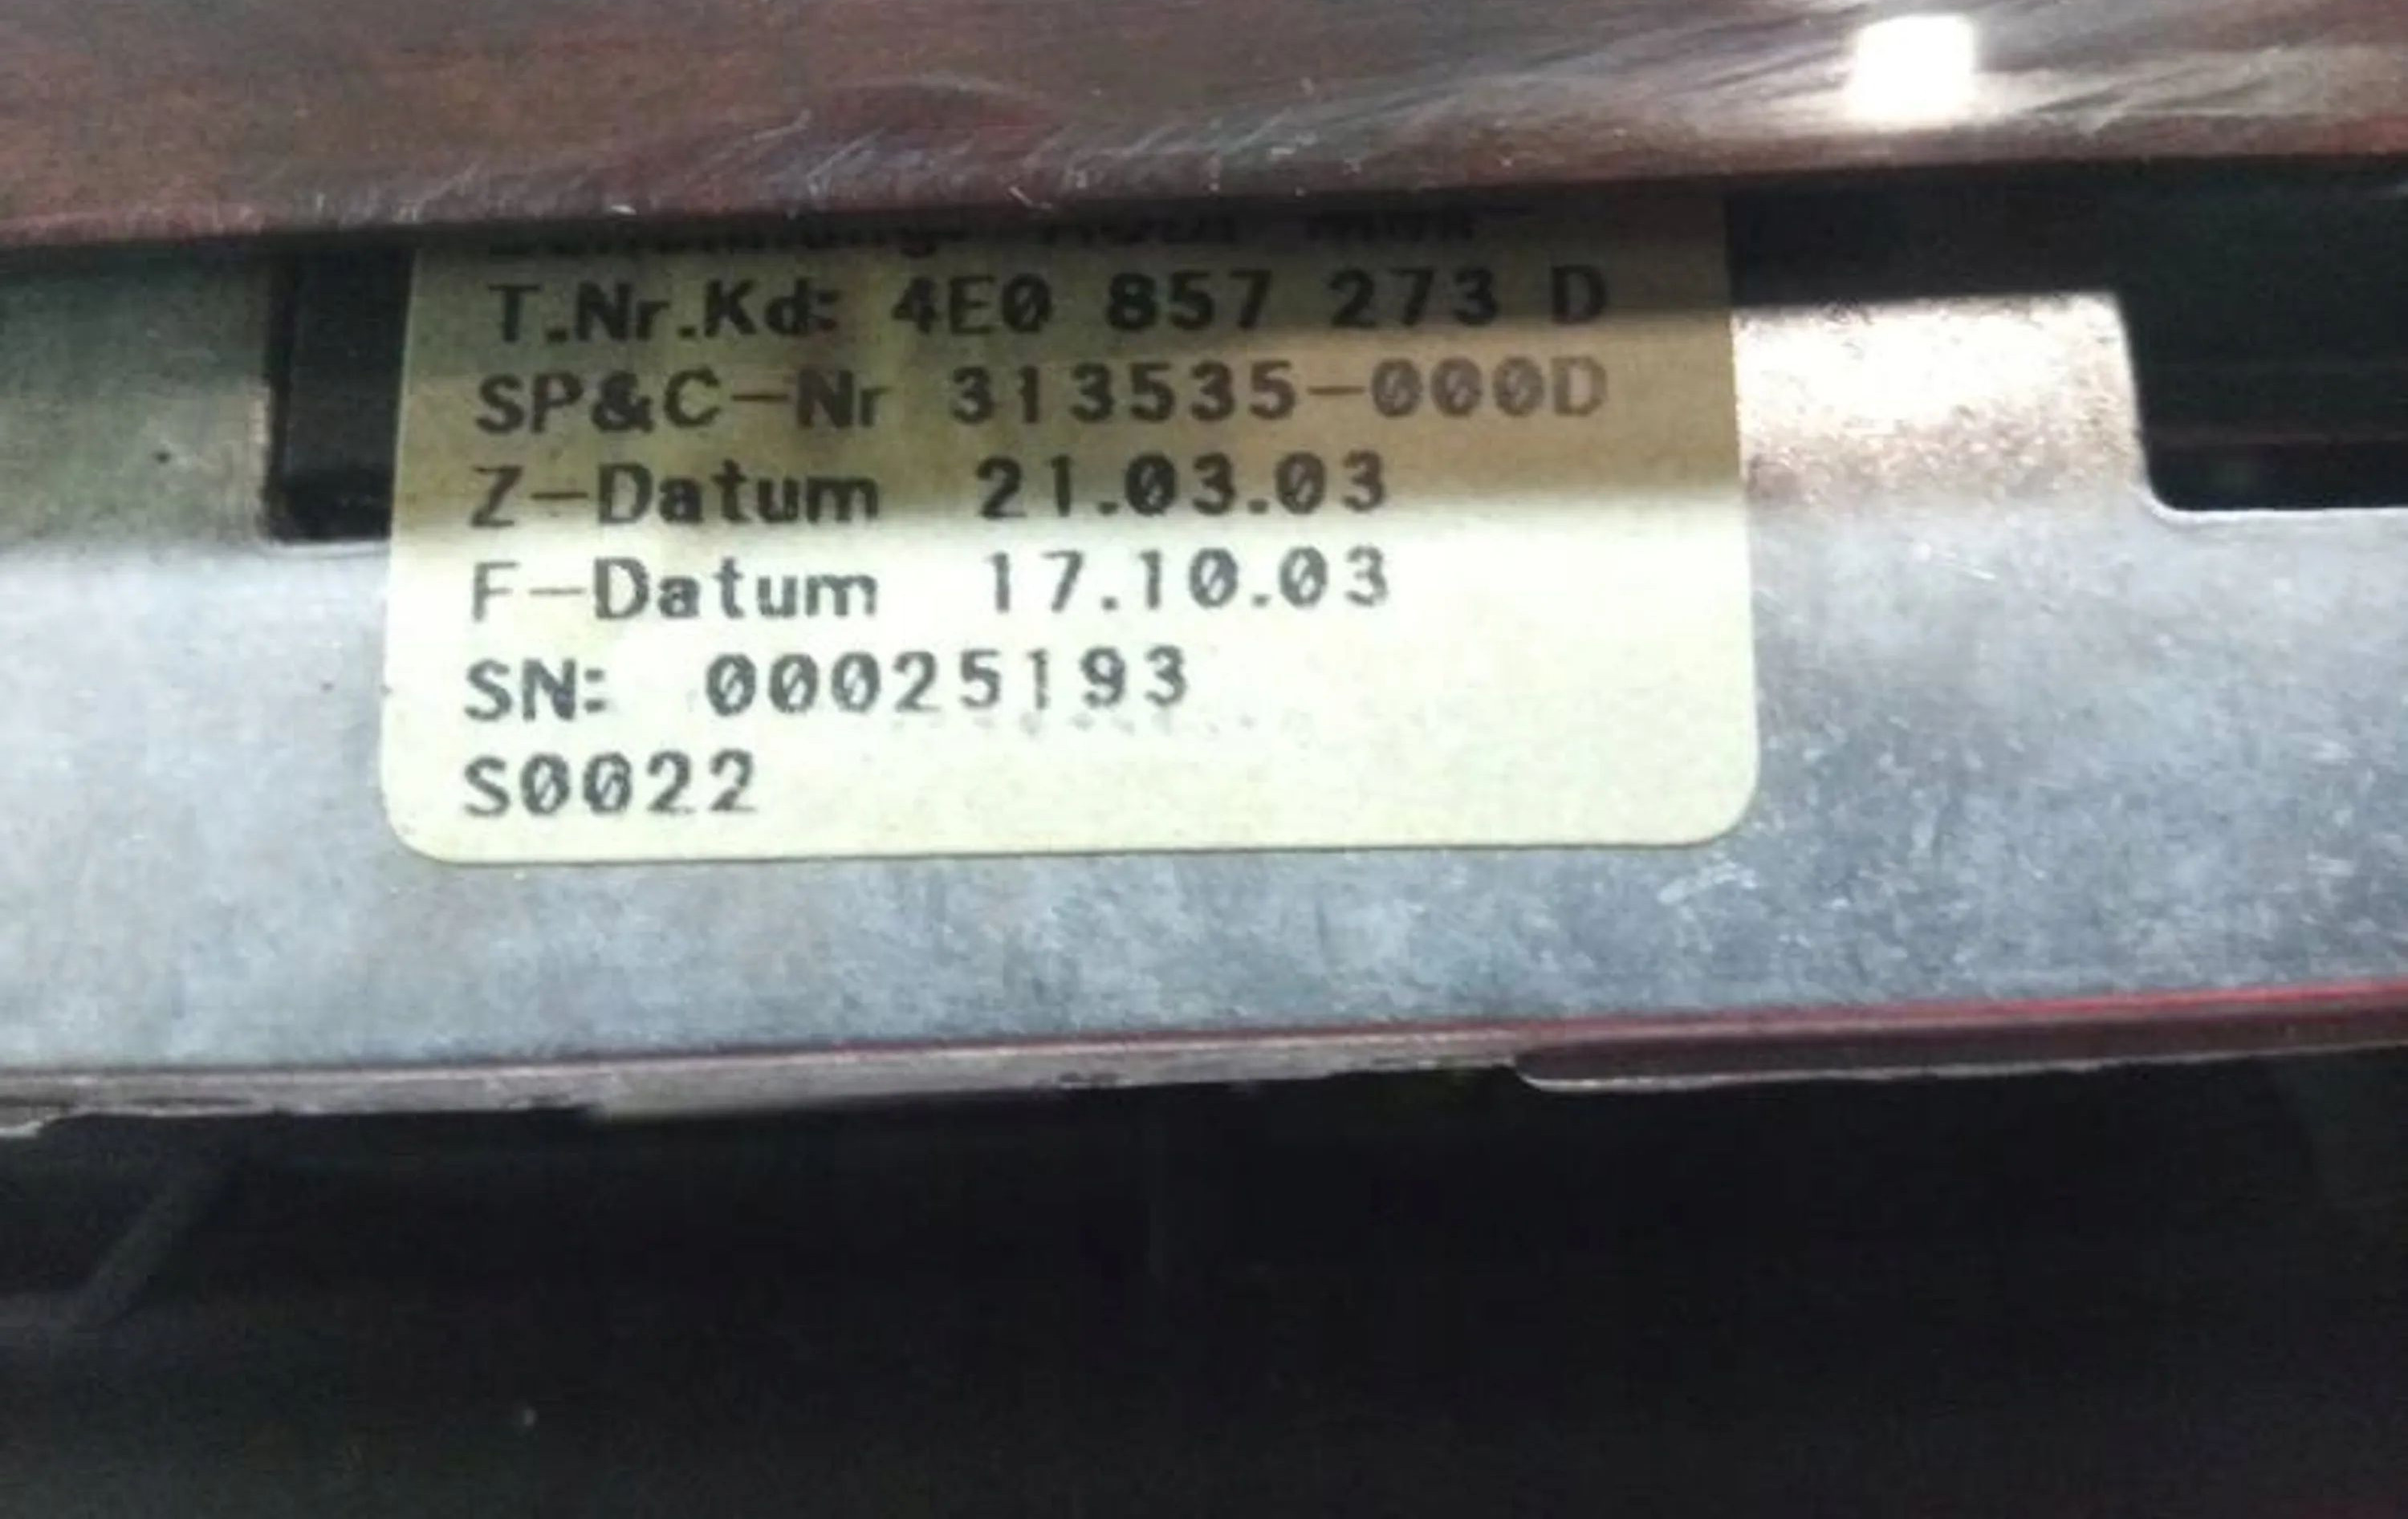 T.Nr.Kd: 4E0 857 273 D
SP&C-Nr 313535-000D
Z-Datum 21.03.03
F-Datum 17.10.03
SN: 00025193
S0022